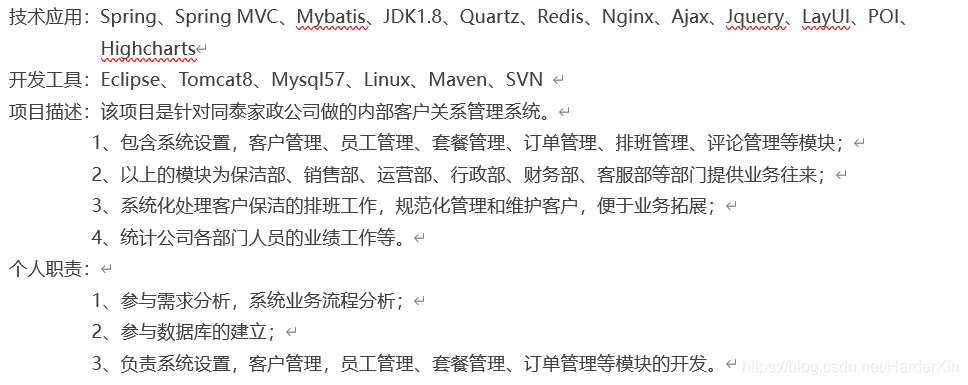 技术应用：Spring、Spring MVC、Mybatis、JDK1.8、Quartz、Redis、Nginx、Ajax、Jquery、LayUI、POI、
Highcharts
开发工具：Eclipse、Tomcat8、Mysql57、Linux、Maven、SVN
项目描述：该项目是针对同泰家政公司做的内部客户关系管理系统。
1、包含系统设置，客户管理、员工管理、套餐管理、订单管理、排班管理、评论管理等模块；
2、以上的模块为保洁部、销售部、运营部、行政部、财务部、客服部等部门提供业务往来；
3、系统化处理客户保洁的排班工作，规范化管理和维护客户，便于业务拓展；
4、统计公司各部门人员的业绩工作等。
个人职责：
1、参与需求分析，系统业务流程分析；
2、参与数据库的建立；
3、负责系统设置，客户管理，员工管理、套餐管理、订单管理等模块的开发。
https://blog.csdn.net/HarderXin